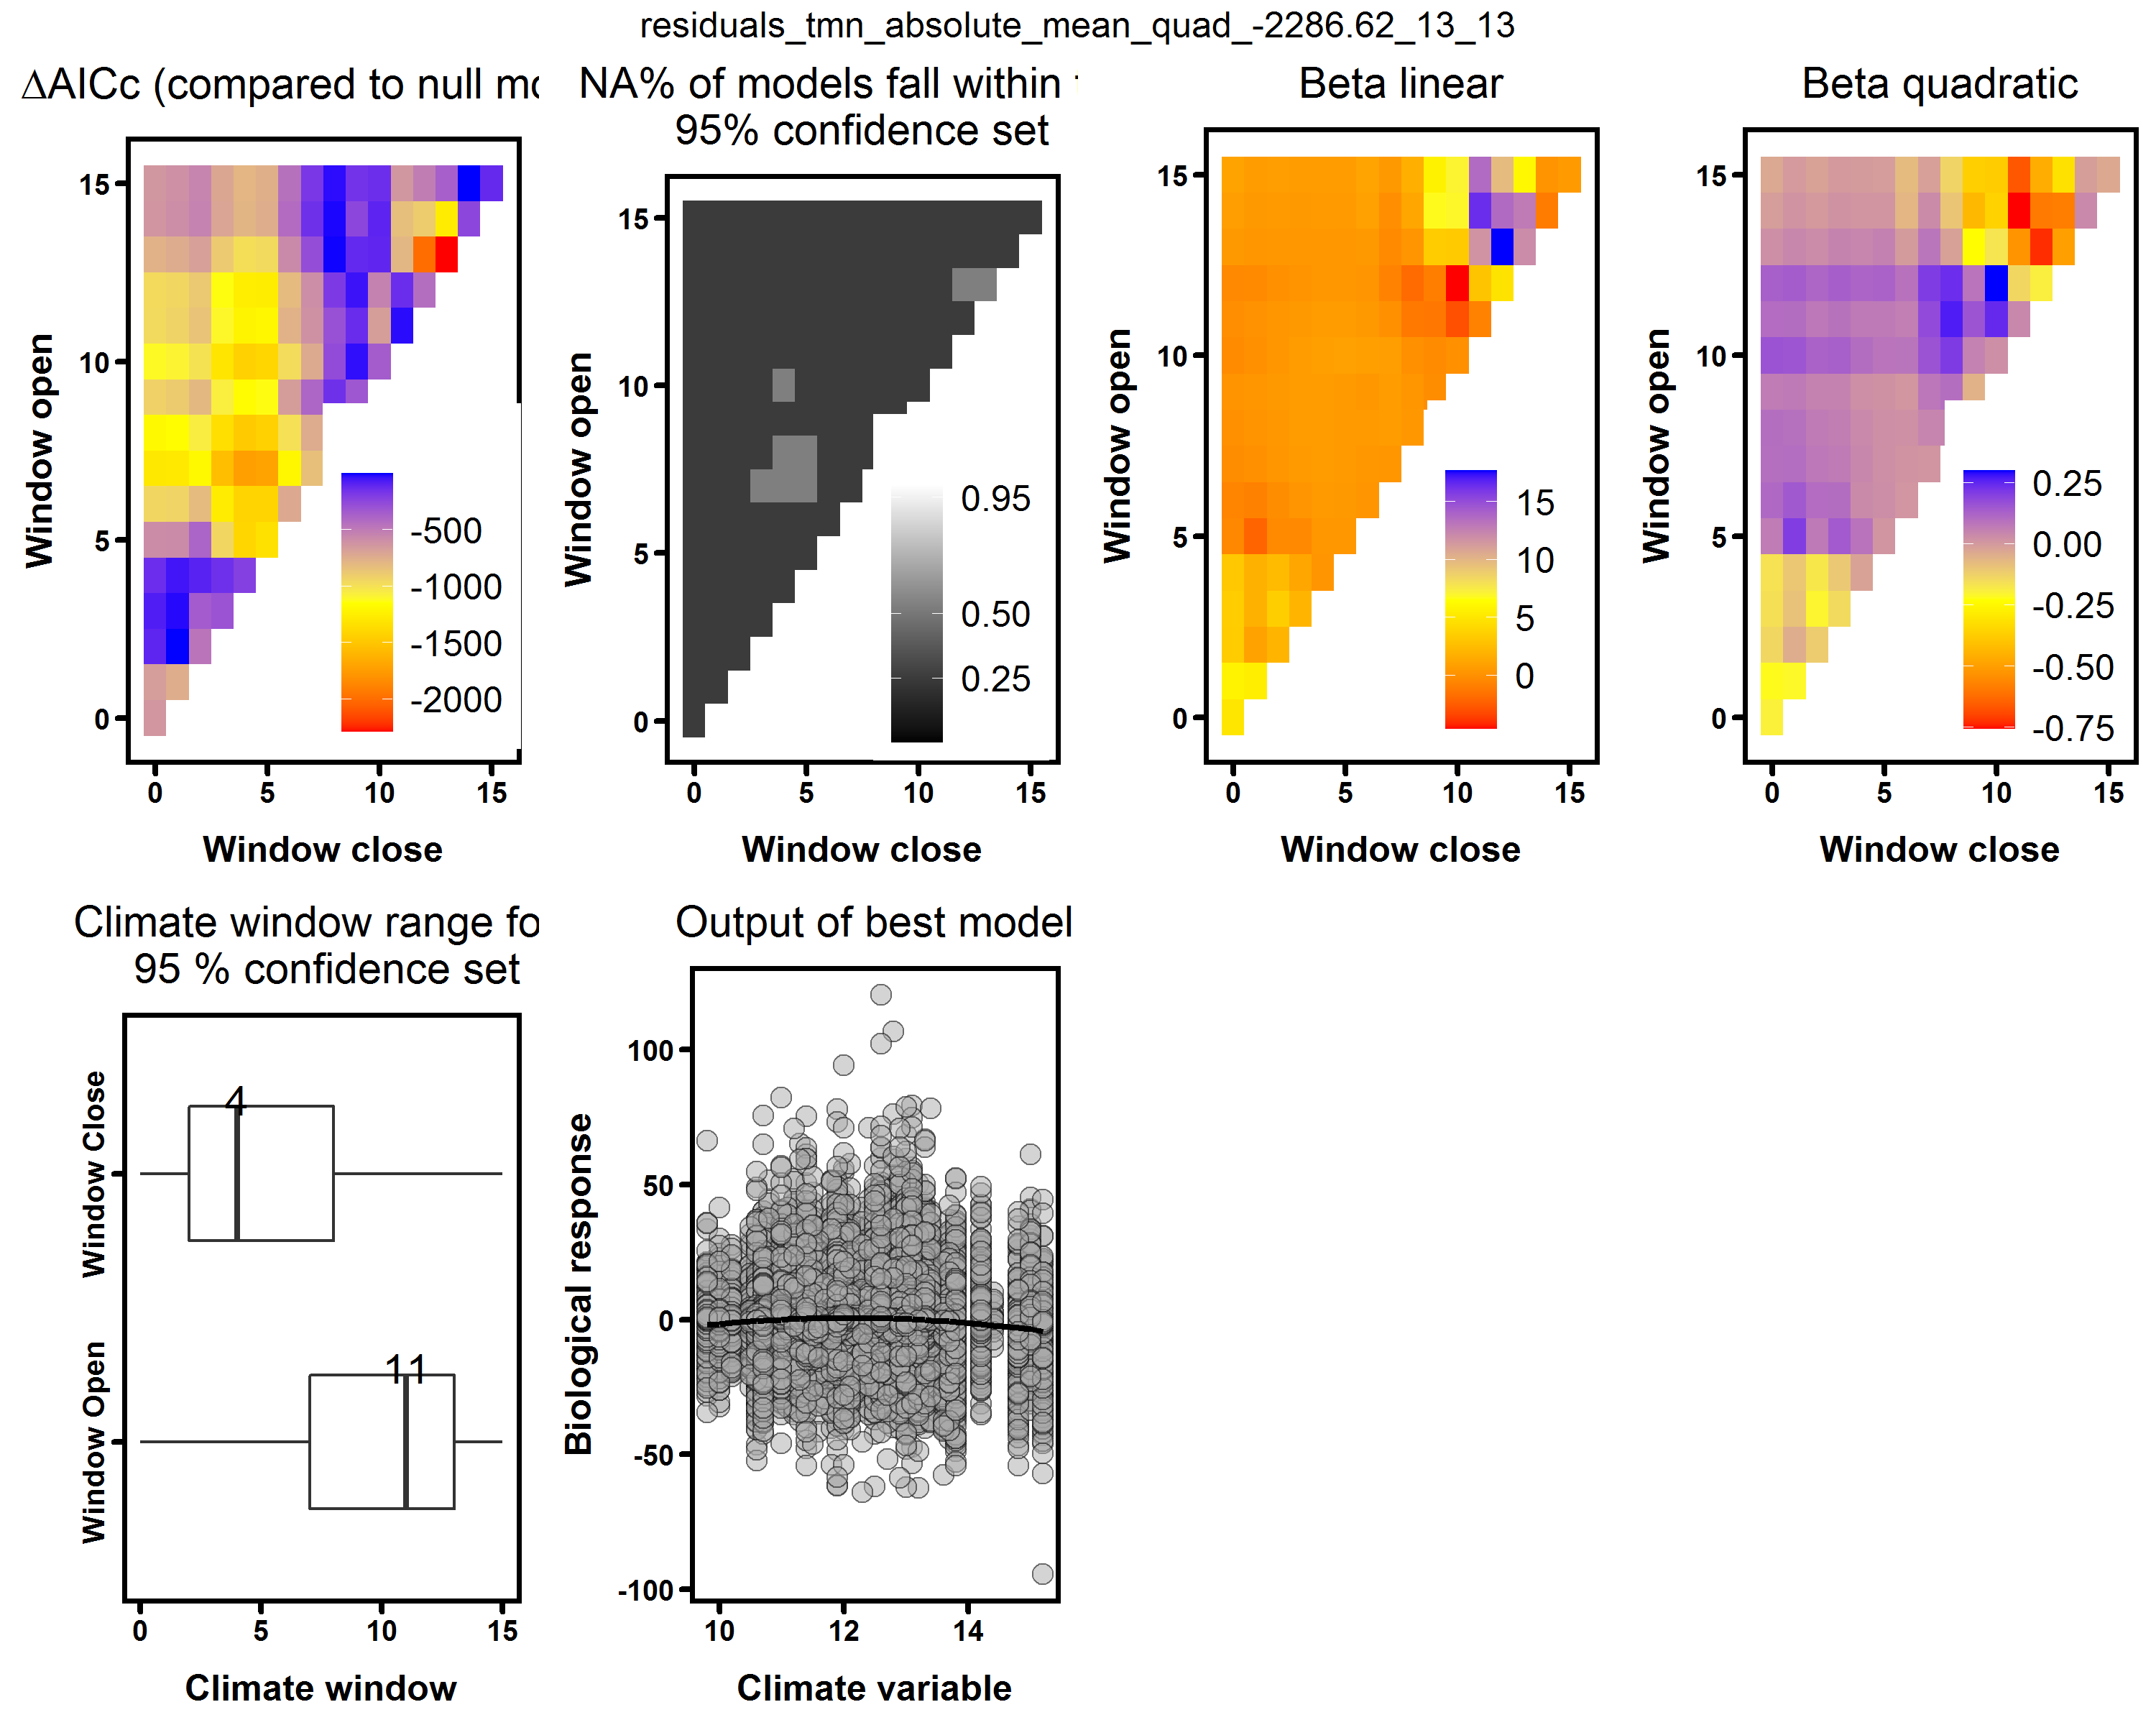 residuals_tmn_absolute_mean_quad_-2286.62_13_13
ΔAICc (compared to null mo
Window open
15
10
5
0
-500
-1000
-1500
-2000
0 5 10 15
Window close
NA% of models fall within
95% confidence set
Window open
15
10
5
0
0.95
0.50
0.25
0 5 10 15
Window close
Beta linear
Window open
15
10
5
0
15
10
5
0
0 5 10 15
Window close
Beta quadratic
Window open
15
10
5
0
0.25
0.00
-0.25
-0.50
-0.75
0 5 10 15
Window close
Climate window range fo
95 % confidence set
Window Close
4
Window Open
11
0 5 10 15
Climate window
Output of best model
Biological response
100
50
0
-50
-100
10 12 14
Climate variable